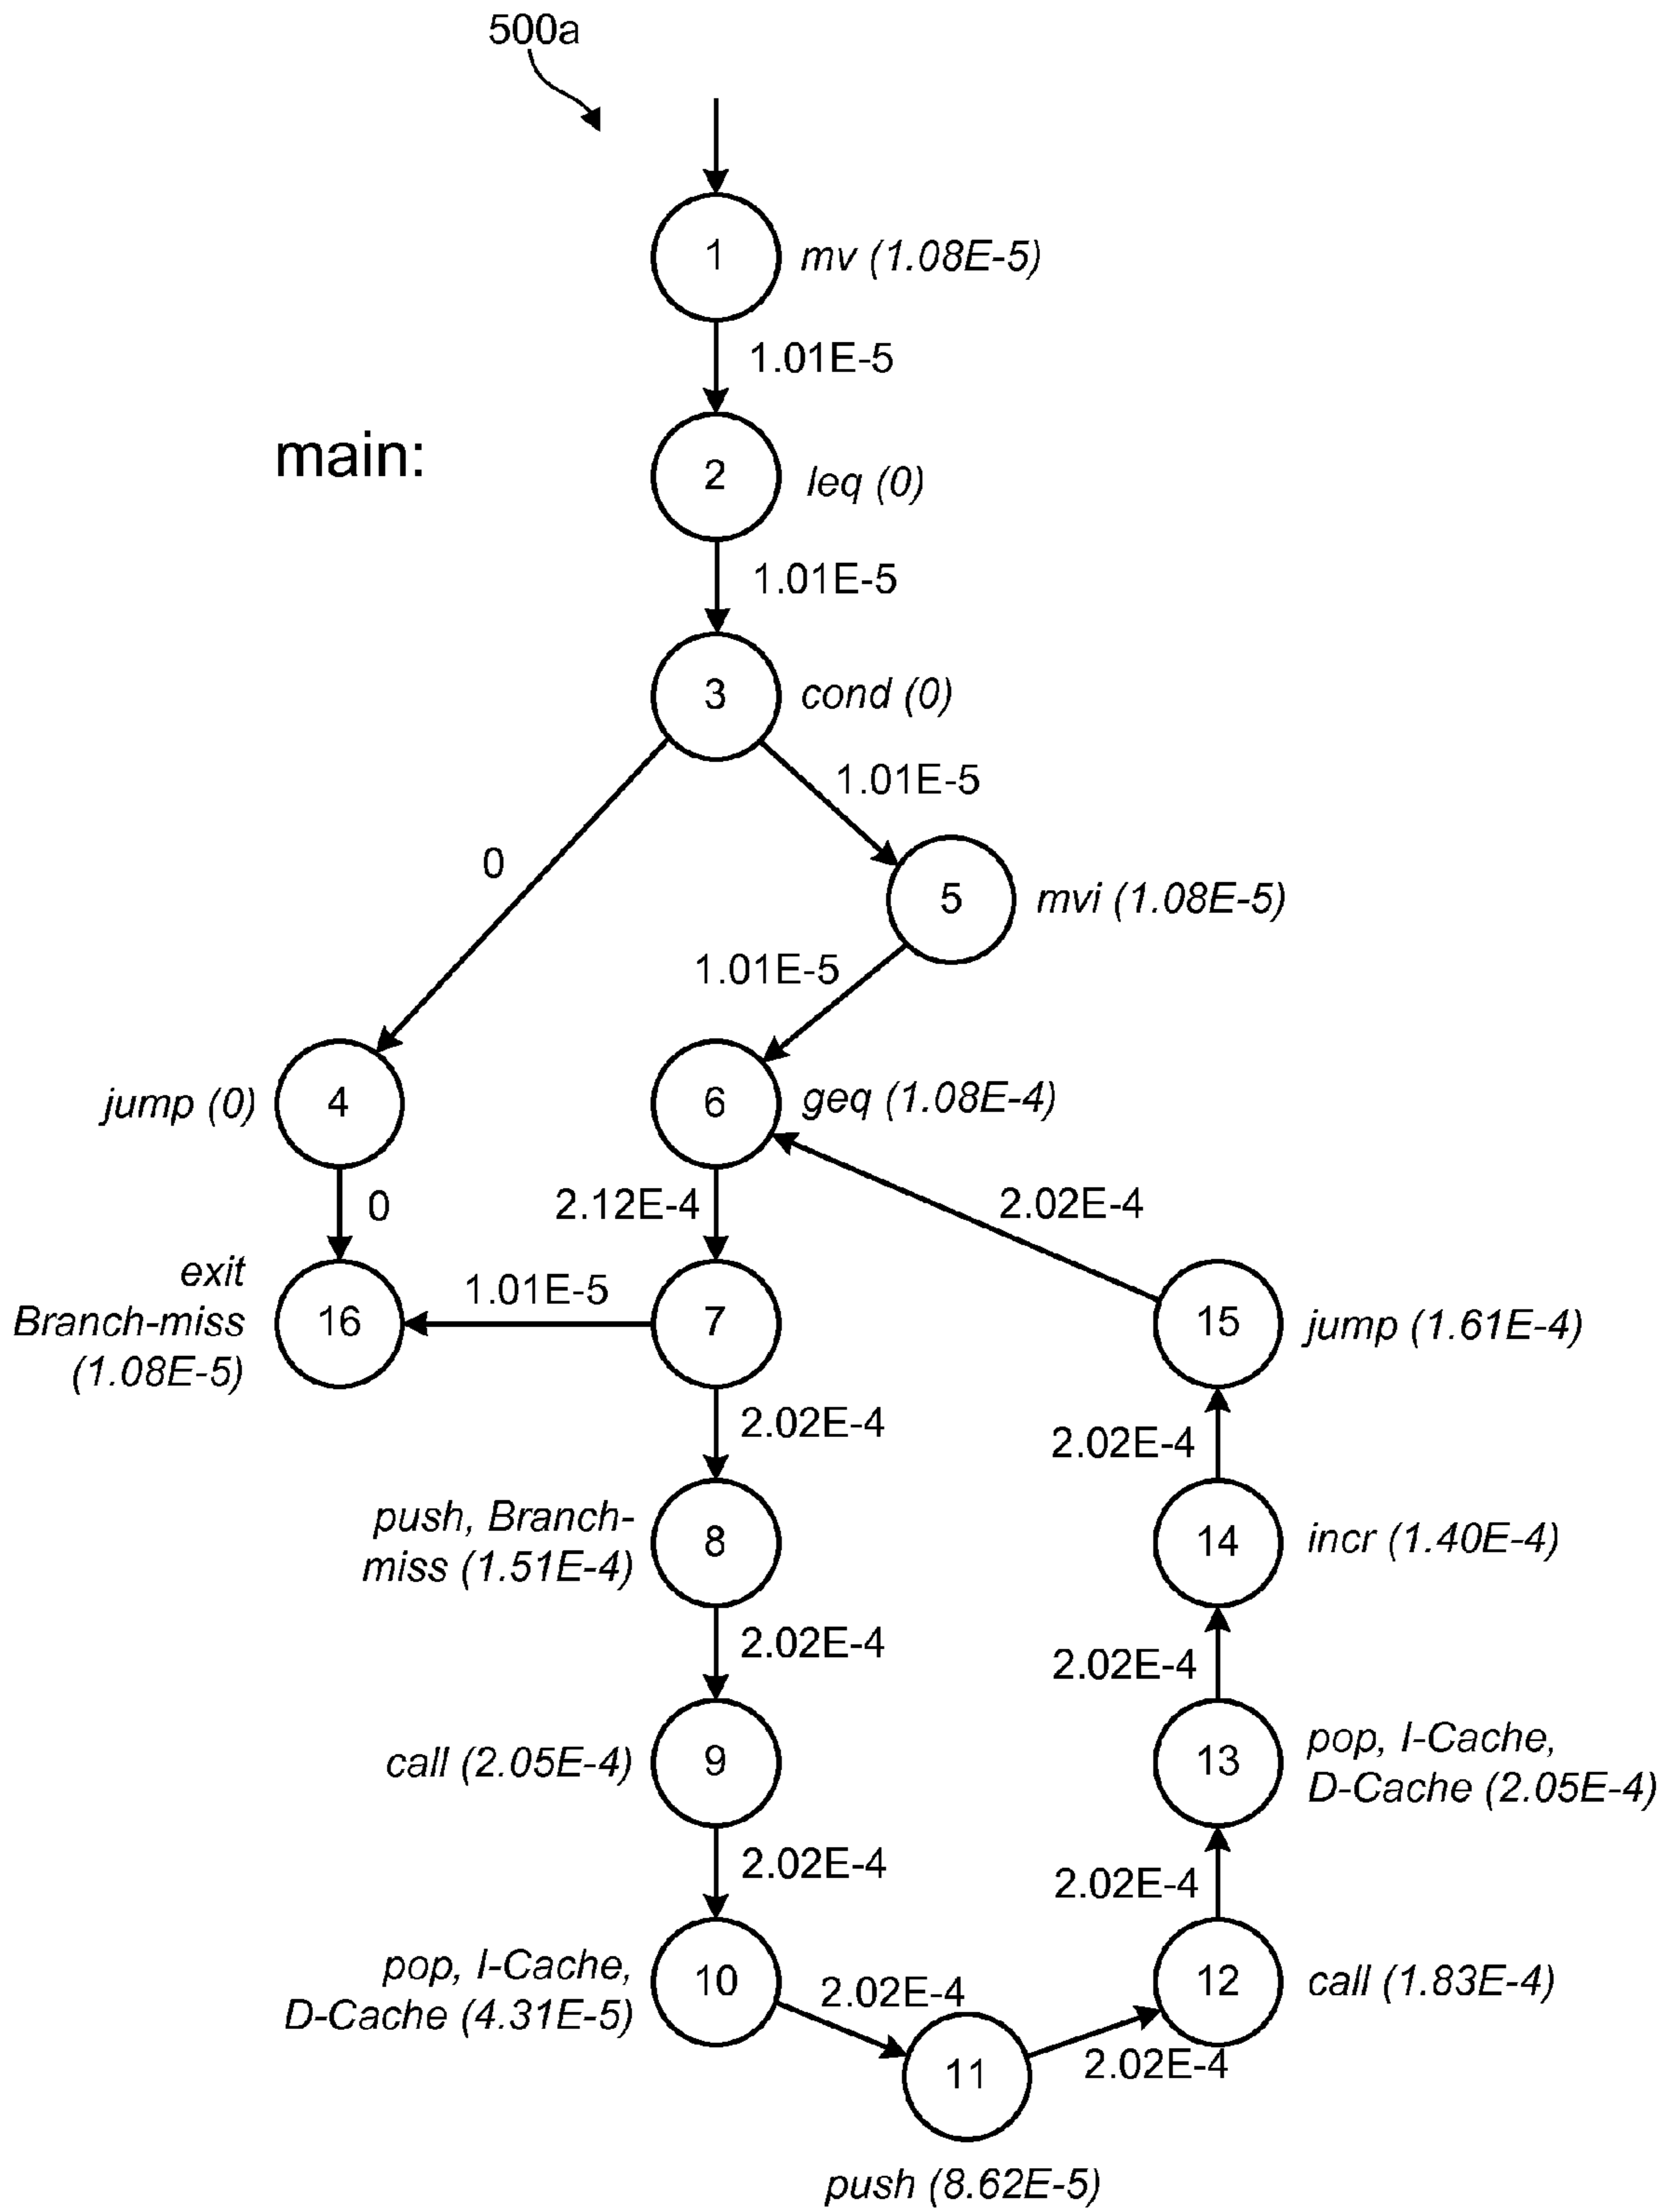 500a
1
mv (1.08E-5)
1.01E-5
main:
2
leq (0)
1.01E-5
3
cond (0)
1.01E-5
0
5
mvi (1.08E-5)
1.01E-5
jump (0)
4
6
geq (1.08E-4)
0
2.12E-4
2.02E-4
exit
Branch-miss
(1.08E-5)
16
1.01E-5
7
15
jump (1.61E-4)
2.02E-4
2.02E-4
push, Branch-
miss (1.51E-4)
8
14
incr (1.40E-4)
2.02E-4
2.02E-4
call (2.05E-4)
9
13
pop, I-Cache,
D-Cache (2.05E-4)
2.02E-4
2.02E-4
pop, I-Cache,
D-Cache (4.31E-5)
10
2.02E-4
12
call (1.83E-4)
11
2.02E-4
push (8.62E-5)